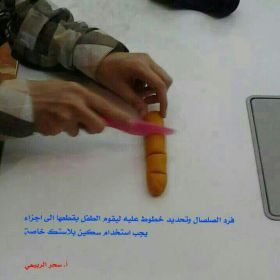 فرد الصلصال وتحديد خطوط عليه ليقوم الطفل بقطعها الى اجزاء
يجب استخدام سكين بلاستك خاصة
أ. سحر الربيعي